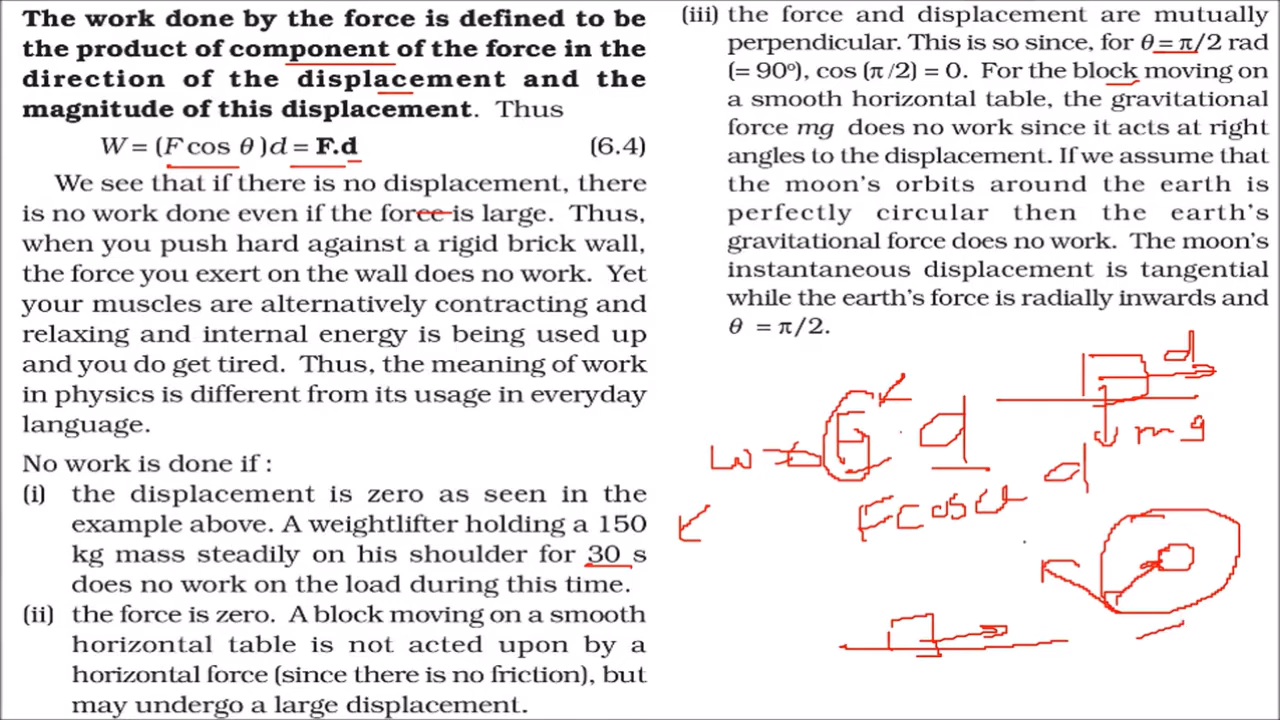 The work done by the force is defined to be
the product of component of the force in the
direction of the displacement and the
magnitude of this displacement. Thus
W = (F cos θ )d = F.d (6.4)
We see that if there is no displacement, there
is no work done even if the force is large. Thus,
when you push hard against a rigid brick wall,
the force you exert on the wall does no work. Yet
your muscles are alternatively contracting and
relaxing and internal energy is being used up
and you do get tired. Thus, the meaning of work
in physics is different from its usage in everyday
language.
No work is done if :
(i) the displacement is zero as seen in the
example above. A weightlifter holding a 150
kg mass steadily on his shoulder for 30 s
does no work on the load during this time.
(ii) the force is zero. A block moving on a smooth
horizontal table is not acted upon by a
horizontal force (since there is no friction), but
may undergo a large displacement.
(iii) the force and displacement are mutually
perpendicular. This is so since, for θ = π/2 rad
(= 90°), cos (π/2) = 0. For the block moving on
a smooth horizontal table, the gravitational
force mg does no work since it acts at right
angles to the displacement. If we assume that
the moon's orbits around the earth is
perfectly circular then the earth's
gravitational force does no work. The moon's
instantaneous displacement is tangential
while the earth's force is radially inwards and
θ = π/2.
d
mg
W = F . d
F cos d